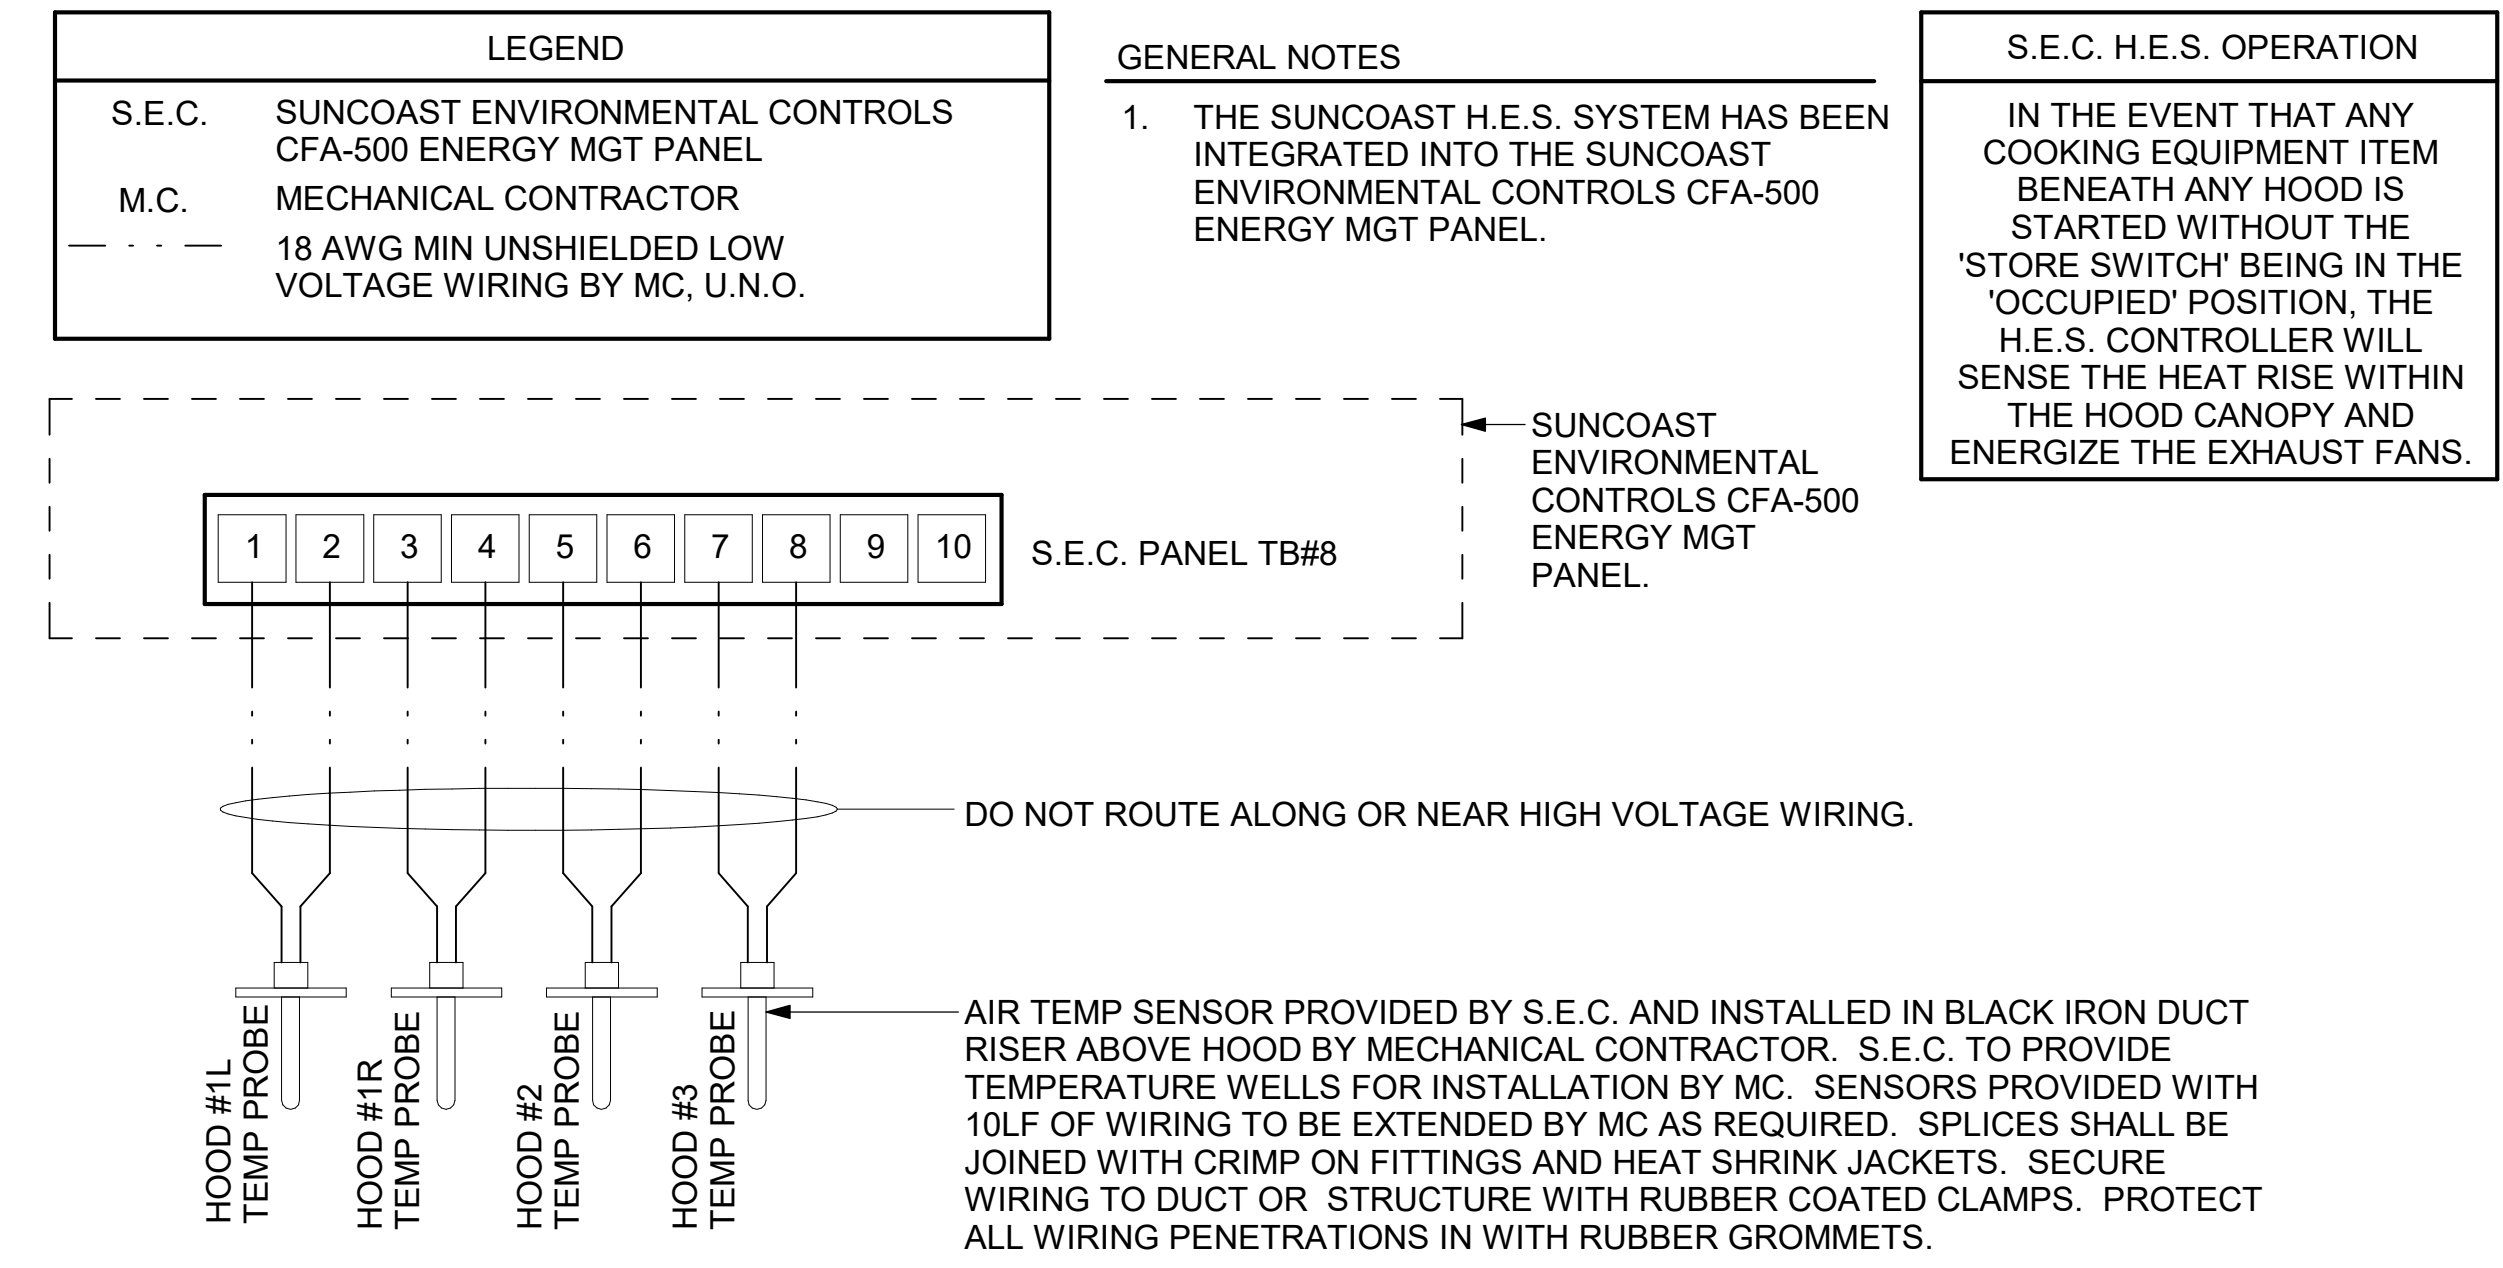 LEGEND
S.E.C. SUNCOAST ENVIRONMENTAL CONTROLS
CFA-500 ENERGY MGT PANEL
M.C. MECHANICAL CONTRACTOR
18 AWG MIN UNSHIELDED LOW
VOLTAGE WIRING BY MC, U.N.O.
GENERAL NOTES
1. THE SUNCOAST H.E.S. SYSTEM HAS BEEN
INTEGRATED INTO THE SUNCOAST
ENVIRONMENTAL CONTROLS CFA-500
ENERGY MGT PANEL.
S.E.C. H.E.S. OPERATION
IN THE EVENT THAT ANY
COOKING EQUIPMENT ITEM
BENEATH ANY HOOD IS
STARTED WITHOUT THE
'STORE SWITCH' BEING IN THE
'OCCUPIED' POSITION, THE
H.E.S. CONTROLLER WILL
SENSE THE HEAT RISE WITHIN
THE HOOD CANOPY AND
ENERGIZE THE EXHAUST FANS.
SUNCOAST
ENVIRONMENTAL
CONTROLS CFA-500
ENERGY MGT
PANEL.
1 2 3 4 5 6 7 8 9 10
S.E.C. PANEL TB#8
DO NOT ROUTE ALONG OR NEAR HIGH VOLTAGE WIRING.
HOOD #1L
TEMP PROBE
HOOD #1R
TEMP PROBE
HOOD #2
TEMP PROBE
HOOD #3
TEMP PROBE
AIR TEMP SENSOR PROVIDED BY S.E.C. AND INSTALLED IN BLACK IRON DUCT
RISER ABOVE HOOD BY MECHANICAL CONTRACTOR. S.E.C. TO PROVIDE
TEMPERATURE WELLS FOR INSTALLATION BY MC. SENSORS PROVIDED WITH
10LF OF WIRING TO BE EXTENDED BY MC AS REQUIRED. SPLICES SHALL BE
JOINED WITH CRIMP ON FITTINGS AND HEAT SHRINK JACKETS. SECURE
WIRING TO DUCT OR STRUCTURE WITH RUBBER COATED CLAMPS. PROTECT
ALL WIRING PENETRATIONS IN WITH RUBBER GROMMETS.